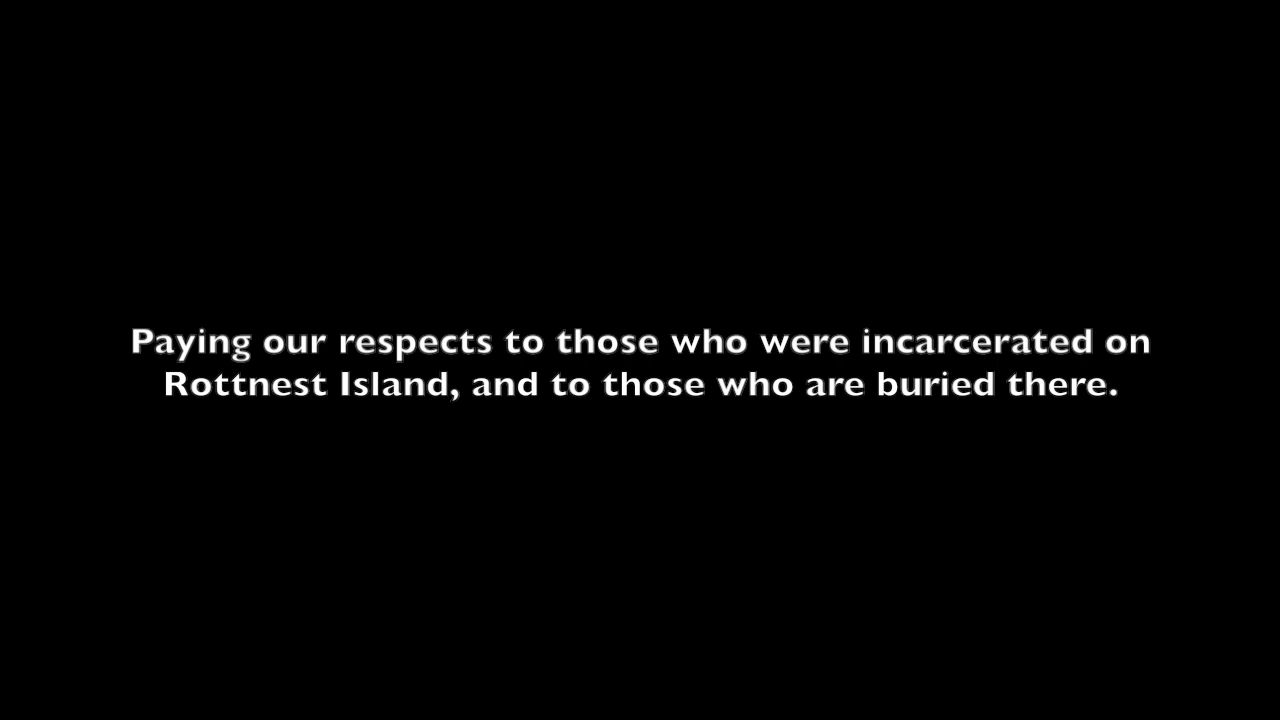 Paying our respects to those who were incarcerated on
Rottnest Island, and to those who are buried there.